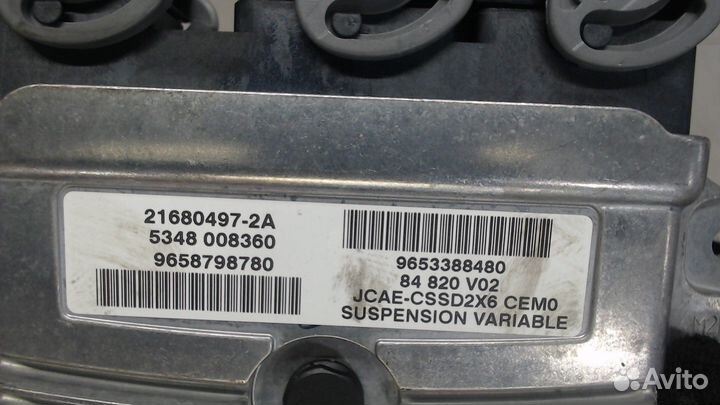 21680497-2A
5348 008360
9658798780
9653388480
84 820 V02
JCAE-CSSD2X6 CEM0
SUSPENSION VARIABLE
Avito